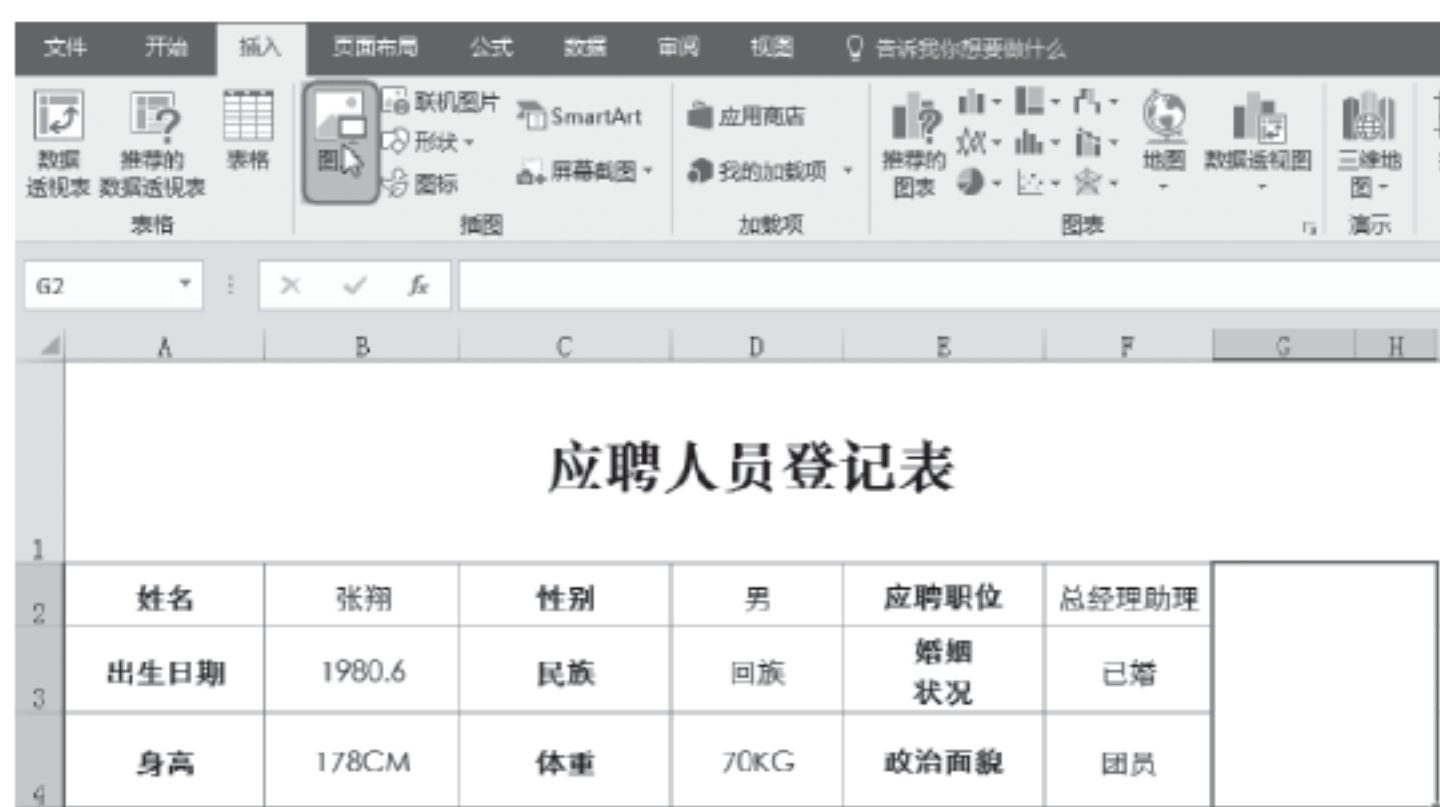 文件 开始 插入 页面布局 公式 数据 审阅 视图 告诉我你想要做什么
数据透视表 推荐的数据透视表 表格
表格
图
联机图片
形状
图标
SmartArt
屏幕截图
插图
应用商店
我的加载项
加载项
推荐的图表
地图
数据透视图
图表
三维地图
演示
G2 fx
A B C D E F G H
1 应聘人员登记表
2 姓名 张翔 性别 男 应聘职位 总经理助理
3 出生日期 1980.6 民族 回族 婚姻状况 已婚
4 身高 178CM 体重 70KG 政治面貌 团员